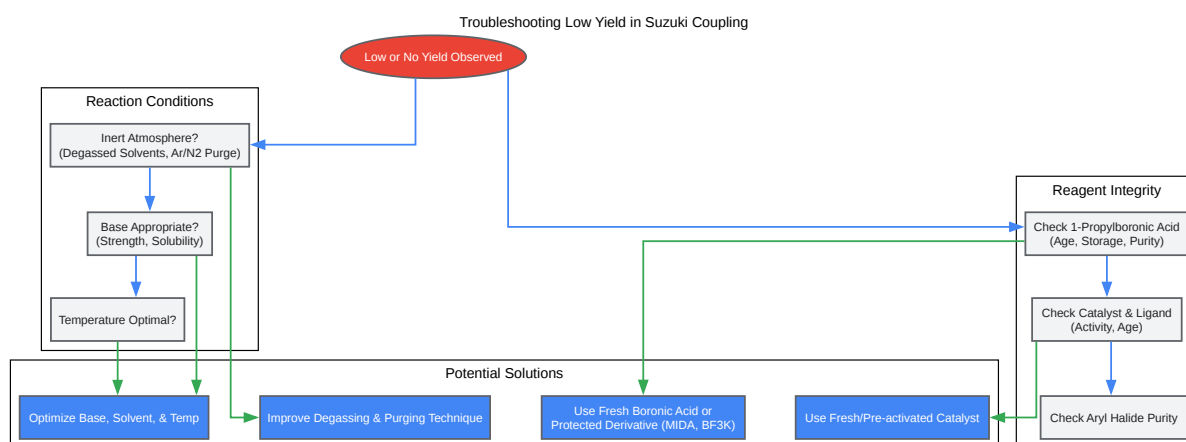 Troubleshooting Low Yield in Suzuki Coupling
Low or No Yield Observed
Reaction Conditions
Inert Atmosphere?
(Degassed Solvents, Ar/N2 Purge)
Base Appropriate?
(Strength, Solubility)
Temperature Optimal?
Reagent Integrity
Check 1-Propylboronic Acid
(Age, Storage, Purity)
Check Catalyst & Ligand
(Activity, Age)
Check Aryl Halide Purity
Potential Solutions
Optimize Base, Solvent, & Temp
Improve Degassing & Purging Technique
Use Fresh Boronic Acid or
Protected Derivative (MIDA, BF3K)
Use Fresh/Pre-activated Catalyst